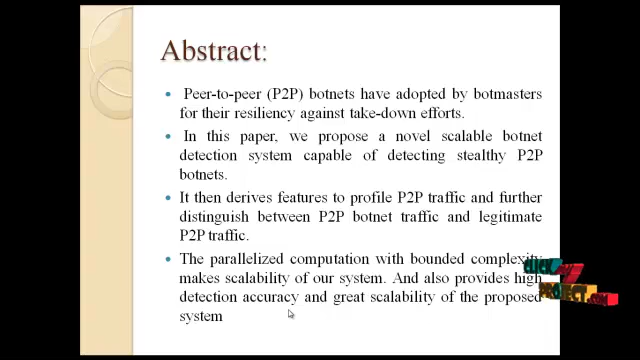 Abstract:
Peer-to-peer (P2P) botnets have adopted by botmasters
for their resiliency against take-down efforts.
In this paper, we propose a novel scalable botnet
detection system capable of detecting stealthy P2P
botnets.
It then derives features to profile P2P traffic and further
distinguish between P2P botnet traffic and legitimate
P2P traffic.
The parallelized computation with bounded complexity
makes scalability of our system. And also provides high
detection accuracy and great scalability of the proposed
system